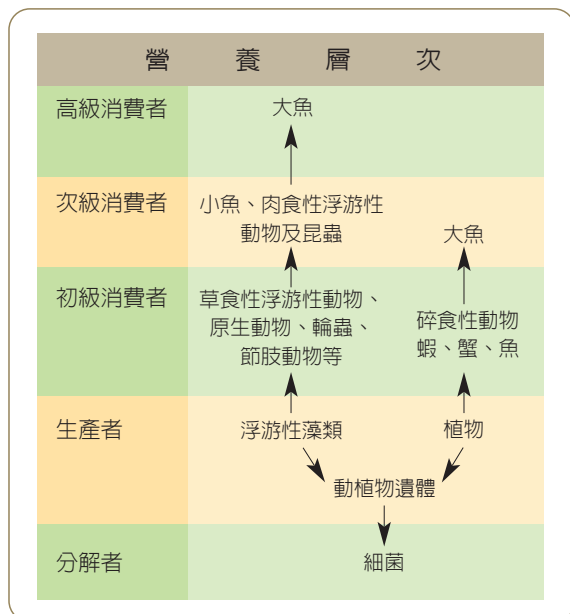 營養層次
高級消費者
大魚
次級消費者
小魚、肉食性浮游性
動物及昆蟲
大魚
初級消費者
草食性浮游性動物、
原生動物、輪蟲、
節肢動物等
碎食性動物
蝦、蟹、魚
生產者
浮游性藻類
植物
動植物遺體
分解者
細菌